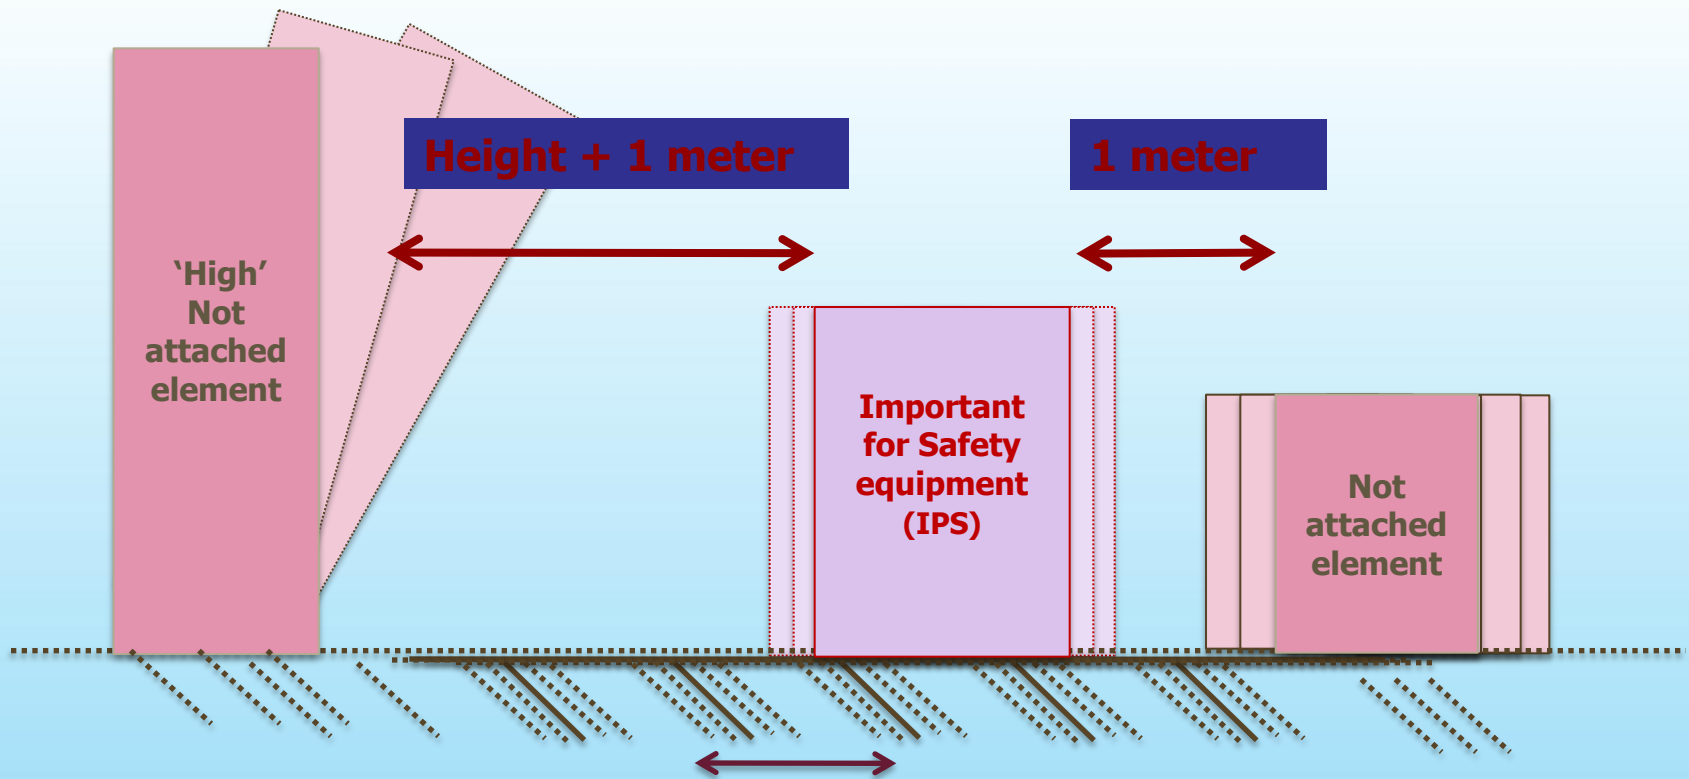 Height + 1 meter
1 meter
‘High’
Not
attached
element
Important
for Safety
equipment
(IPS)
Not
attached
element